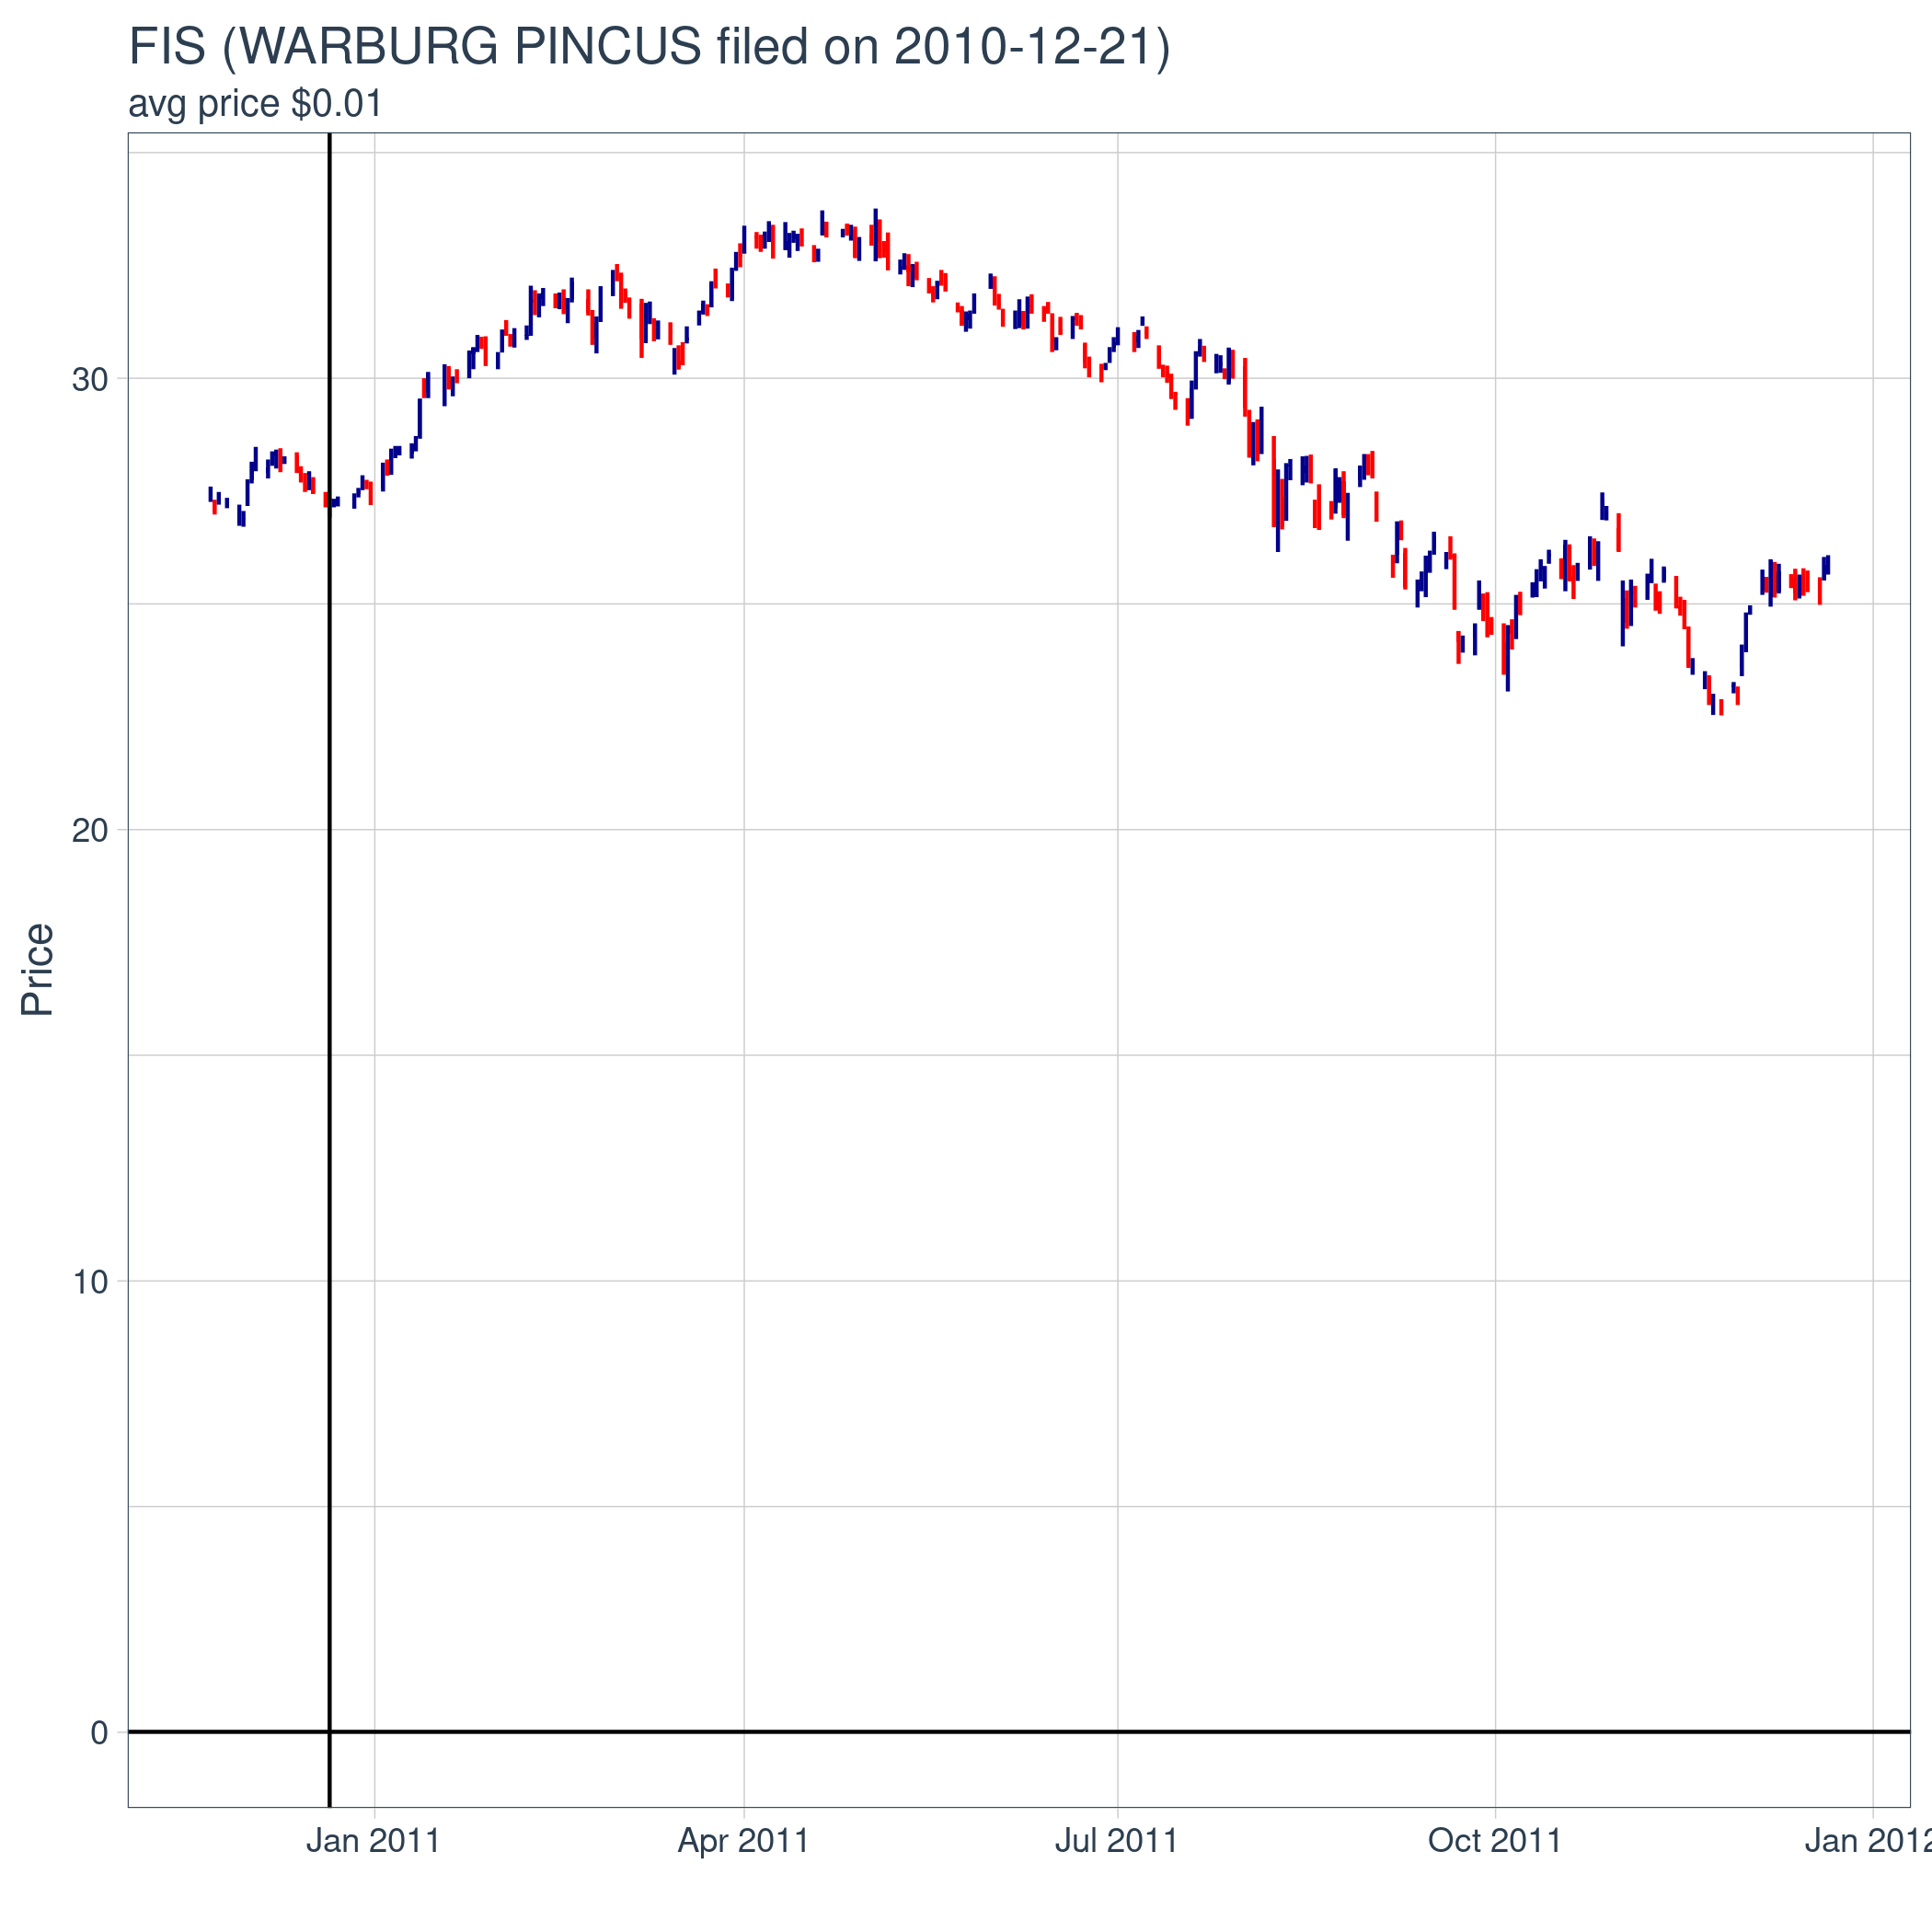 FIS (WARBURG PINCUS filed on 2010-12-21)
avg price $0.01
30
20
Price
10
0
Jan 2011 Apr 2011 Jul 2011 Oct 2011 Jan 2012